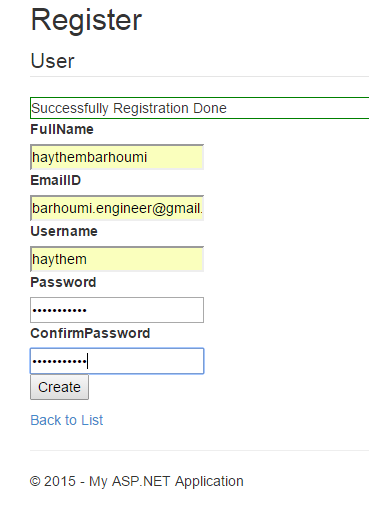 Register
User
Successfully Registration Done
FullName
haythembarhoumi
EmailID
barhoumi.engineer@gmail.
Username
haythem
Password
•••••••••••
ConfirmPassword
•••••••••••
Create
Back to List
© 2015 - My ASP.NET Application